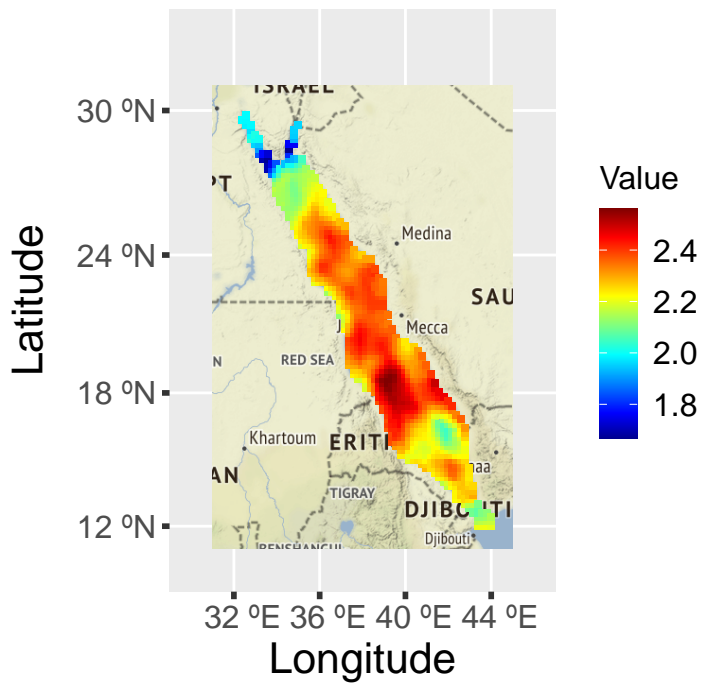 ISRAEL
30 ºN
PT
Value
Medina
2.4
24 ºN
SAU
2.2
Latitude
J
Mecca
2.0
N
RED SEA
18 ºN
1.8
Khartoum
ERITI
AN
naa
TIGRAY
DJIBO
TI
12 ºN
Djibouti
BENSHANGUL
32 ºE 36 ºE 40 ºE 44 ºE
Longitude